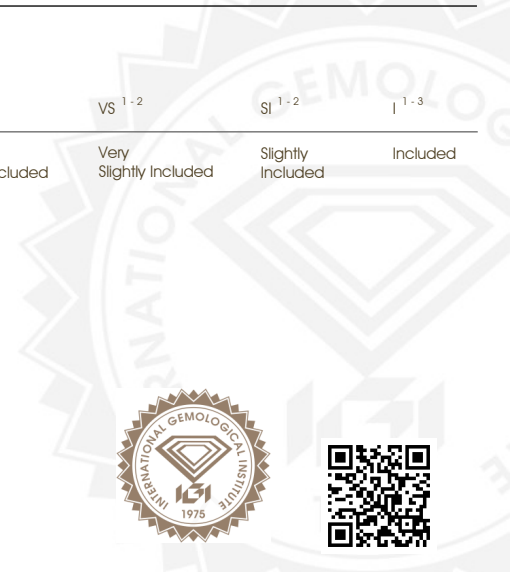 VS 1 - 2 SI 1 - 2 I 1 - 3
Very Slightly Included
Slightly Included Included
INTERNATIONAL GEMOLOGICAL INSTITUTE
IGI
1975